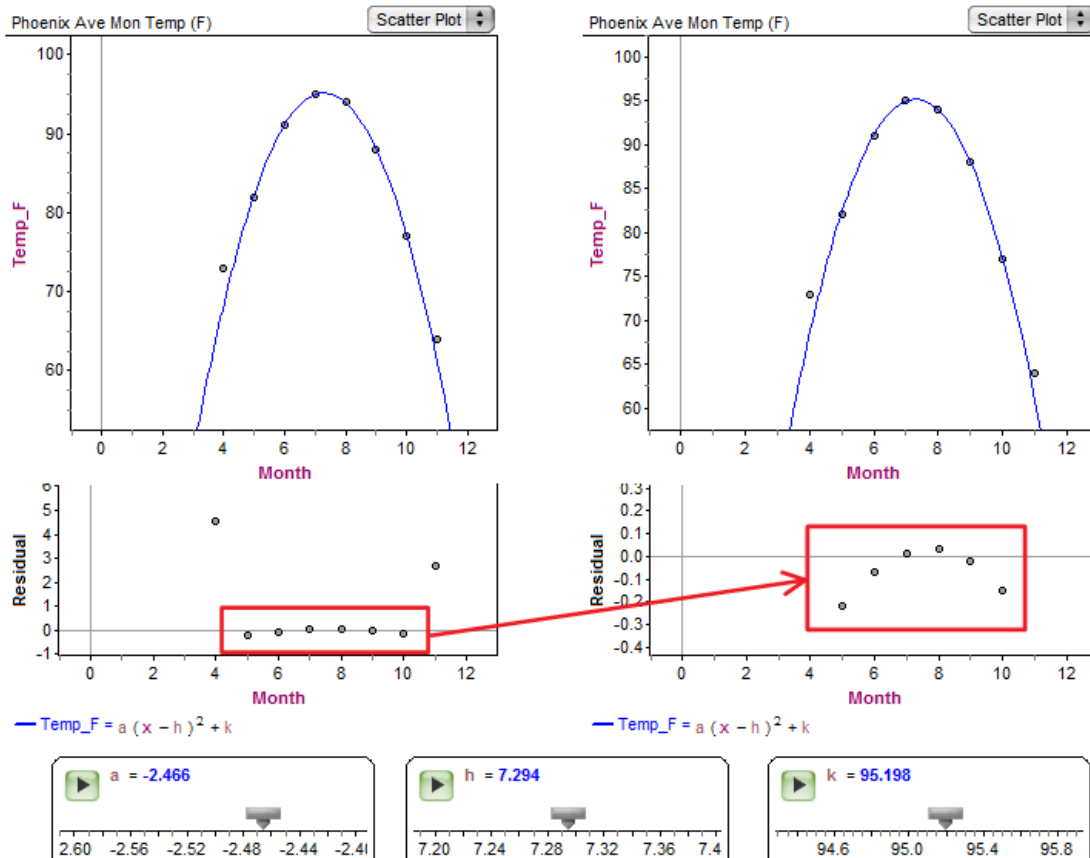 Phoenix Ave Mon Temp (F)
Scatter Plot
100
90
80
70
60
Temp_F
0 2 4 6 8 10 12
Month
6
5
4
3
2
1
0
-1
Residual
0 2 4 6 8 10 12
Month
Temp_F = a (x – h)² + k
Phoenix Ave Mon Temp (F)
Scatter Plot
100
95
90
85
80
75
70
65
60
Temp_F
0 2 4 6 8 10 12
Month
0.3
0.2
0.1
0.0
-0.1
-0.2
-0.3
-0.4
Residual
0 2 4 6 8 10 12
Month
Temp_F = a (x – h)² + k
a = -2.466
2.60 -2.56 -2.52 -2.48 -2.44 -2.40
h = 7.294
7.20 7.24 7.28 7.32 7.36 7.4
k = 95.198
94.6 95.0 95.4 95.8